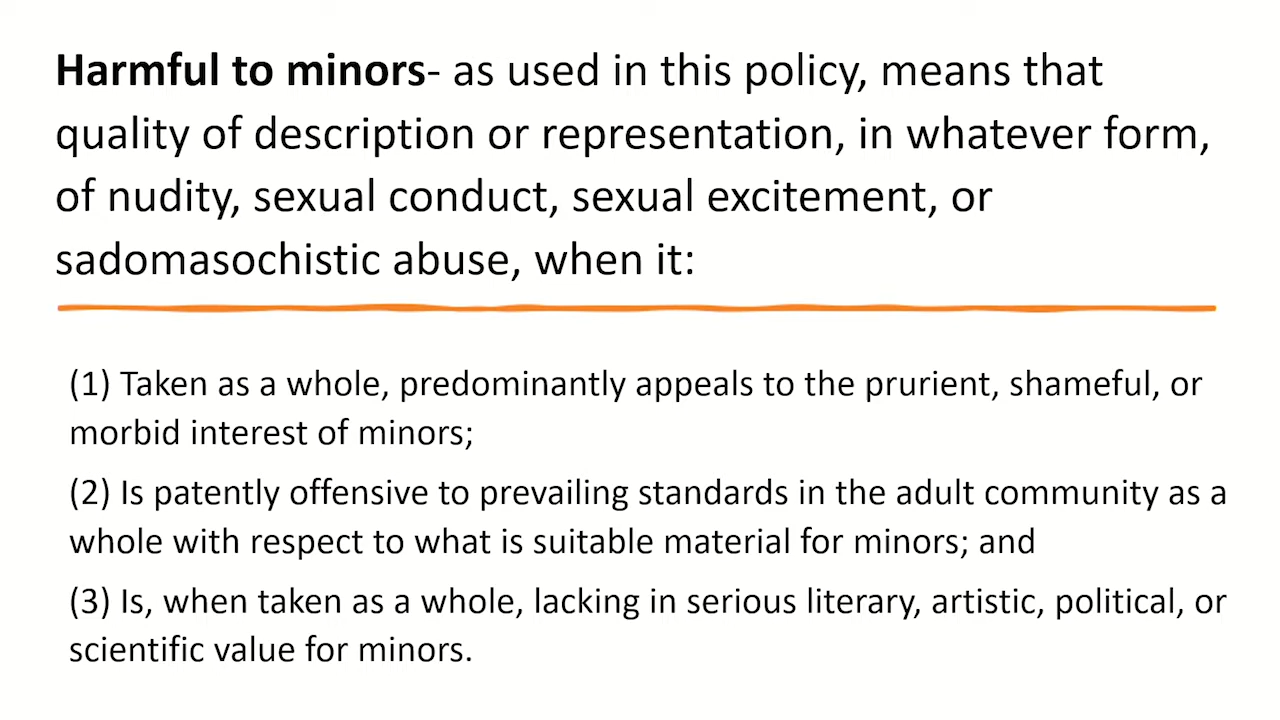 Harmful to minors- as used in this policy, means that
quality of description or representation, in whatever form,
of nudity, sexual conduct, sexual excitement, or
sadomasochistic abuse, when it:
(1) Taken as a whole, predominantly appeals to the prurient, shameful, or
morbid interest of minors;
(2) Is patently offensive to prevailing standards in the adult community as a
whole with respect to what is suitable material for minors; and
(3) Is, when taken as a whole, lacking in serious literary, artistic, political, or
scientific value for minors.